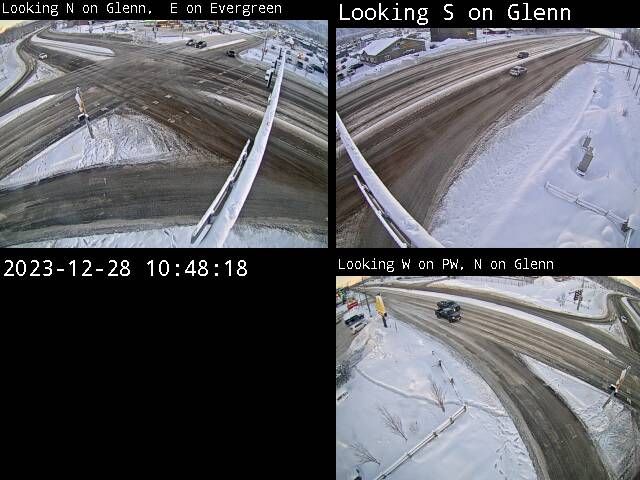 Looking N on Glenn,  E on Evergreen
Looking S on Glenn
2023-12-28 10:48:18
Looking W on PW, N on Glenn